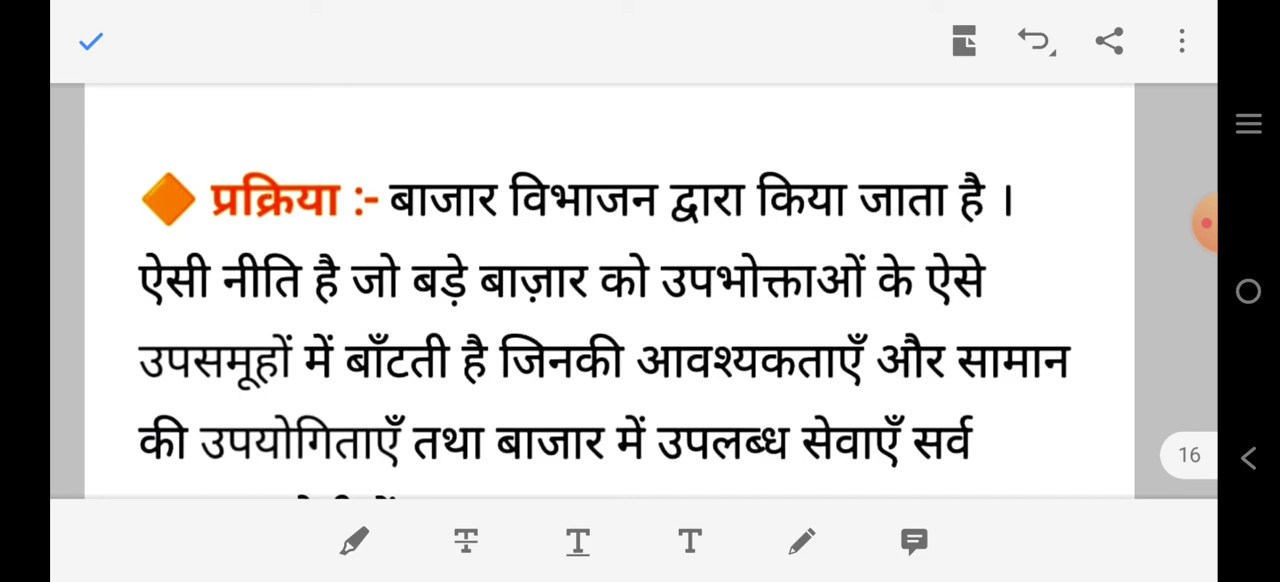 🔶 प्रक्रिया :- बाजार विभाजन द्वारा किया जाता है ।
ऐसी नीति है जो बड़े बाज़ार को उपभोक्ताओं के ऐसे
उपसमूहों में बाँटती है जिनकी आवश्यकताएँ और सामान
की उपयोगिताएँ तथा बाजार में उपलब्ध सेवाएँ सर्व
16